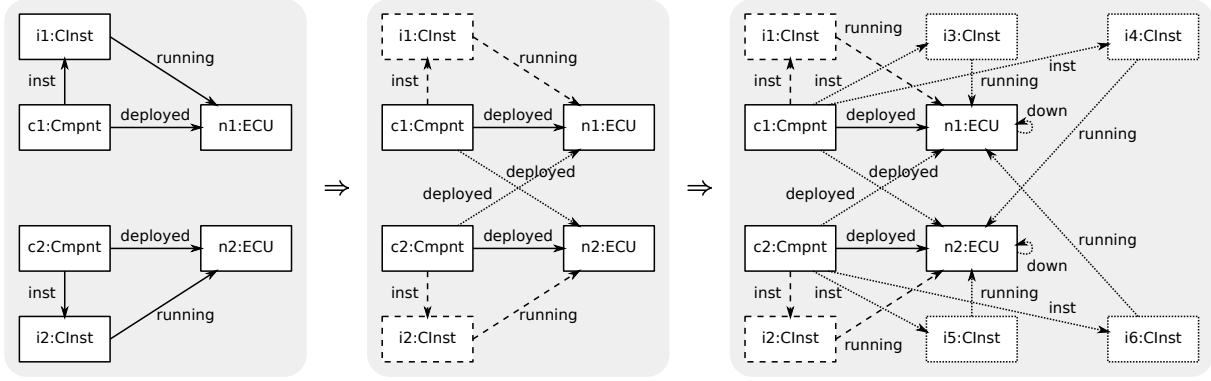 i1:CInst
running
inst
c1:Cmpnt
deployed
n1:ECU
c2:Cmpnt
deployed
n2:ECU
inst
running
i2:CInst
⇒
i1:CInst
running
inst
c1:Cmpnt
deployed
n1:ECU
deployed
deployed
c2:Cmpnt
deployed
n2:ECU
inst
running
i2:CInst
⇒
i1:CInst
running
i3:CInst
i4:CInst
inst
inst
running
inst
c1:Cmpnt
deployed
n1:ECU
down
running
deployed
deployed
c2:Cmpnt
deployed
n2:ECU
running
down
inst
inst
running
inst
i2:CInst
running
i5:CInst
i6:CInst